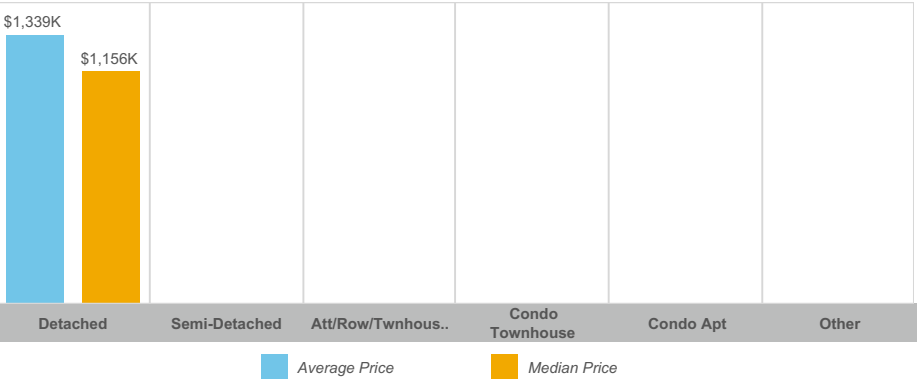 $1,339K
$1,156K
Detached
Semi-Detached
Att/Row/Twnhous..
Condo
Townhouse
Condo Apt
Other
Average Price
Median Price